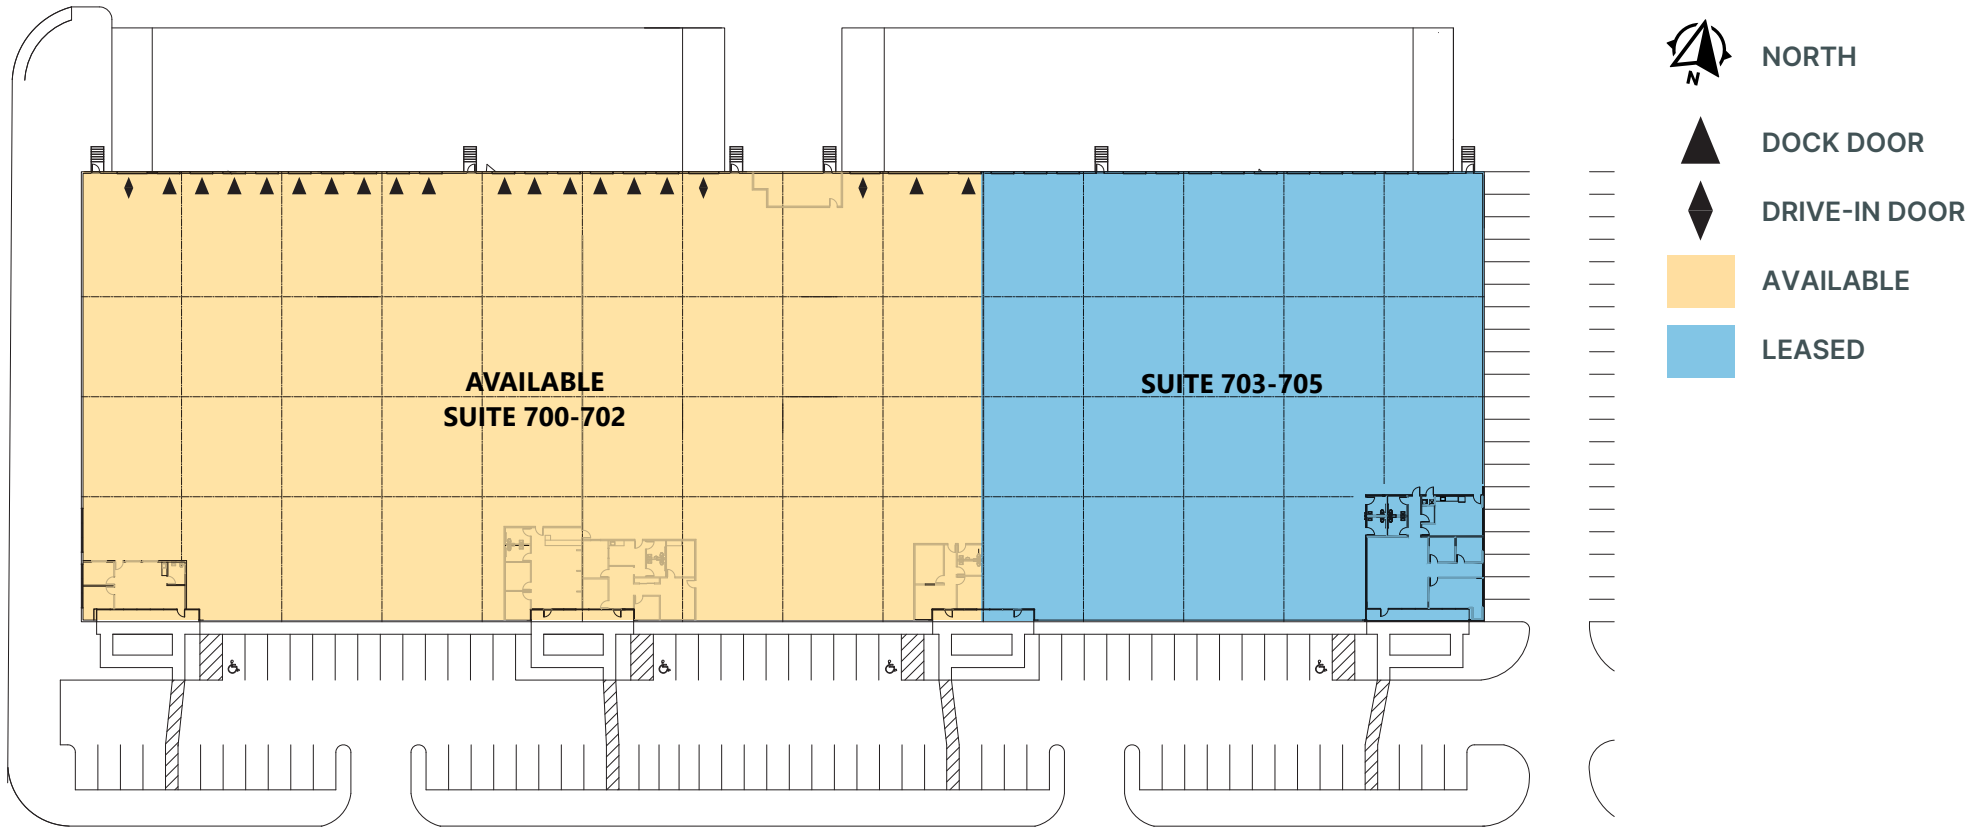 N
NORTH
DOCK DOOR
DRIVE-IN DOOR
AVAILABLE
LEASED
AVAILABLE
SUITE 700-702
SUITE 703-705